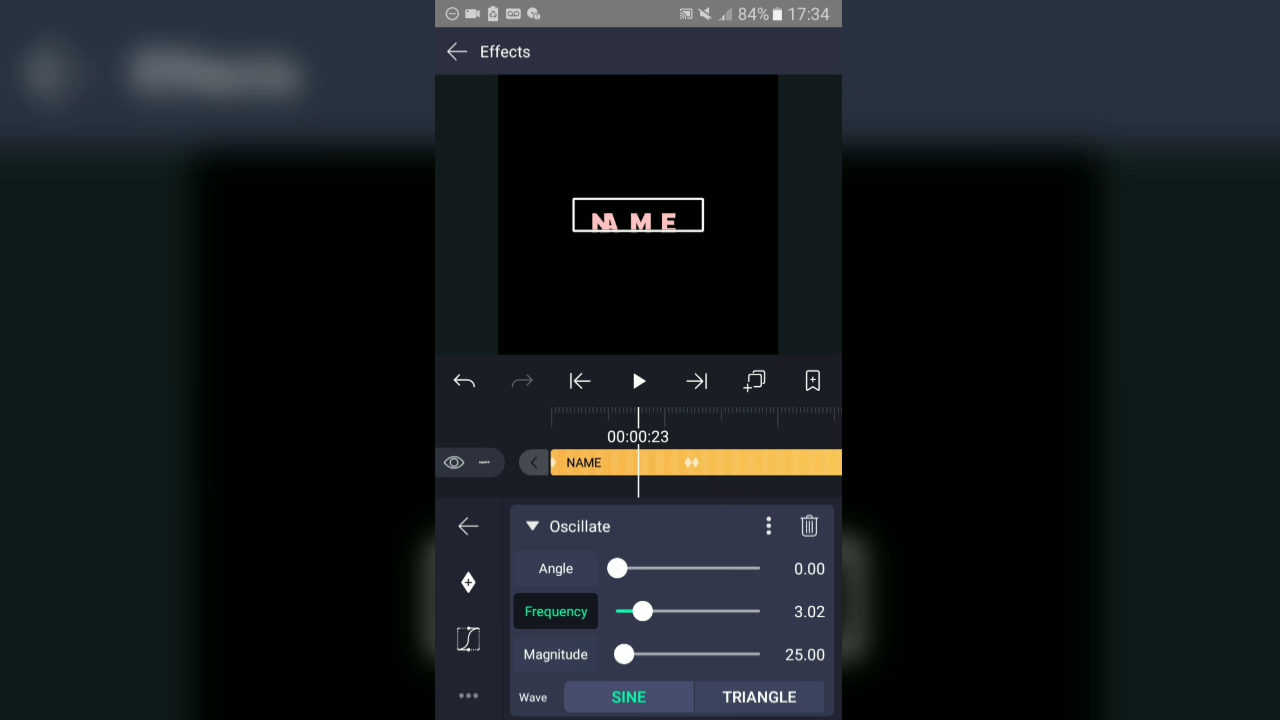 84% 17:34
Effects
NAME
00:00:23
NAME
Oscillate
Angle 0.00
Frequency 3.02
Magnitude 25.00
Wave SINE TRIANGLE